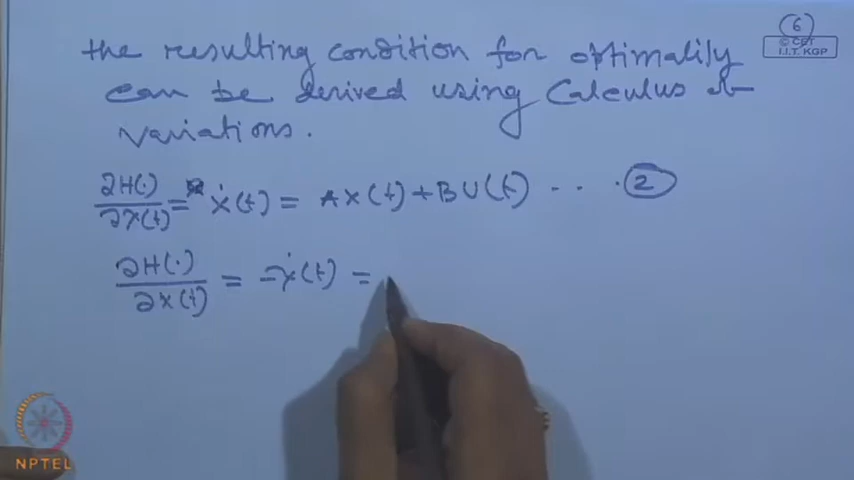 6
© CET
I.I.T. KGP
the resulting condition for optimality
can be derived using Calculus of
variations.
∂H(·)/∂λ(t) = ẋ(t) = AX(t) + BU(t) ... (2)
∂H(·)/∂x(t) = -λ̇(t) =
NPTEL